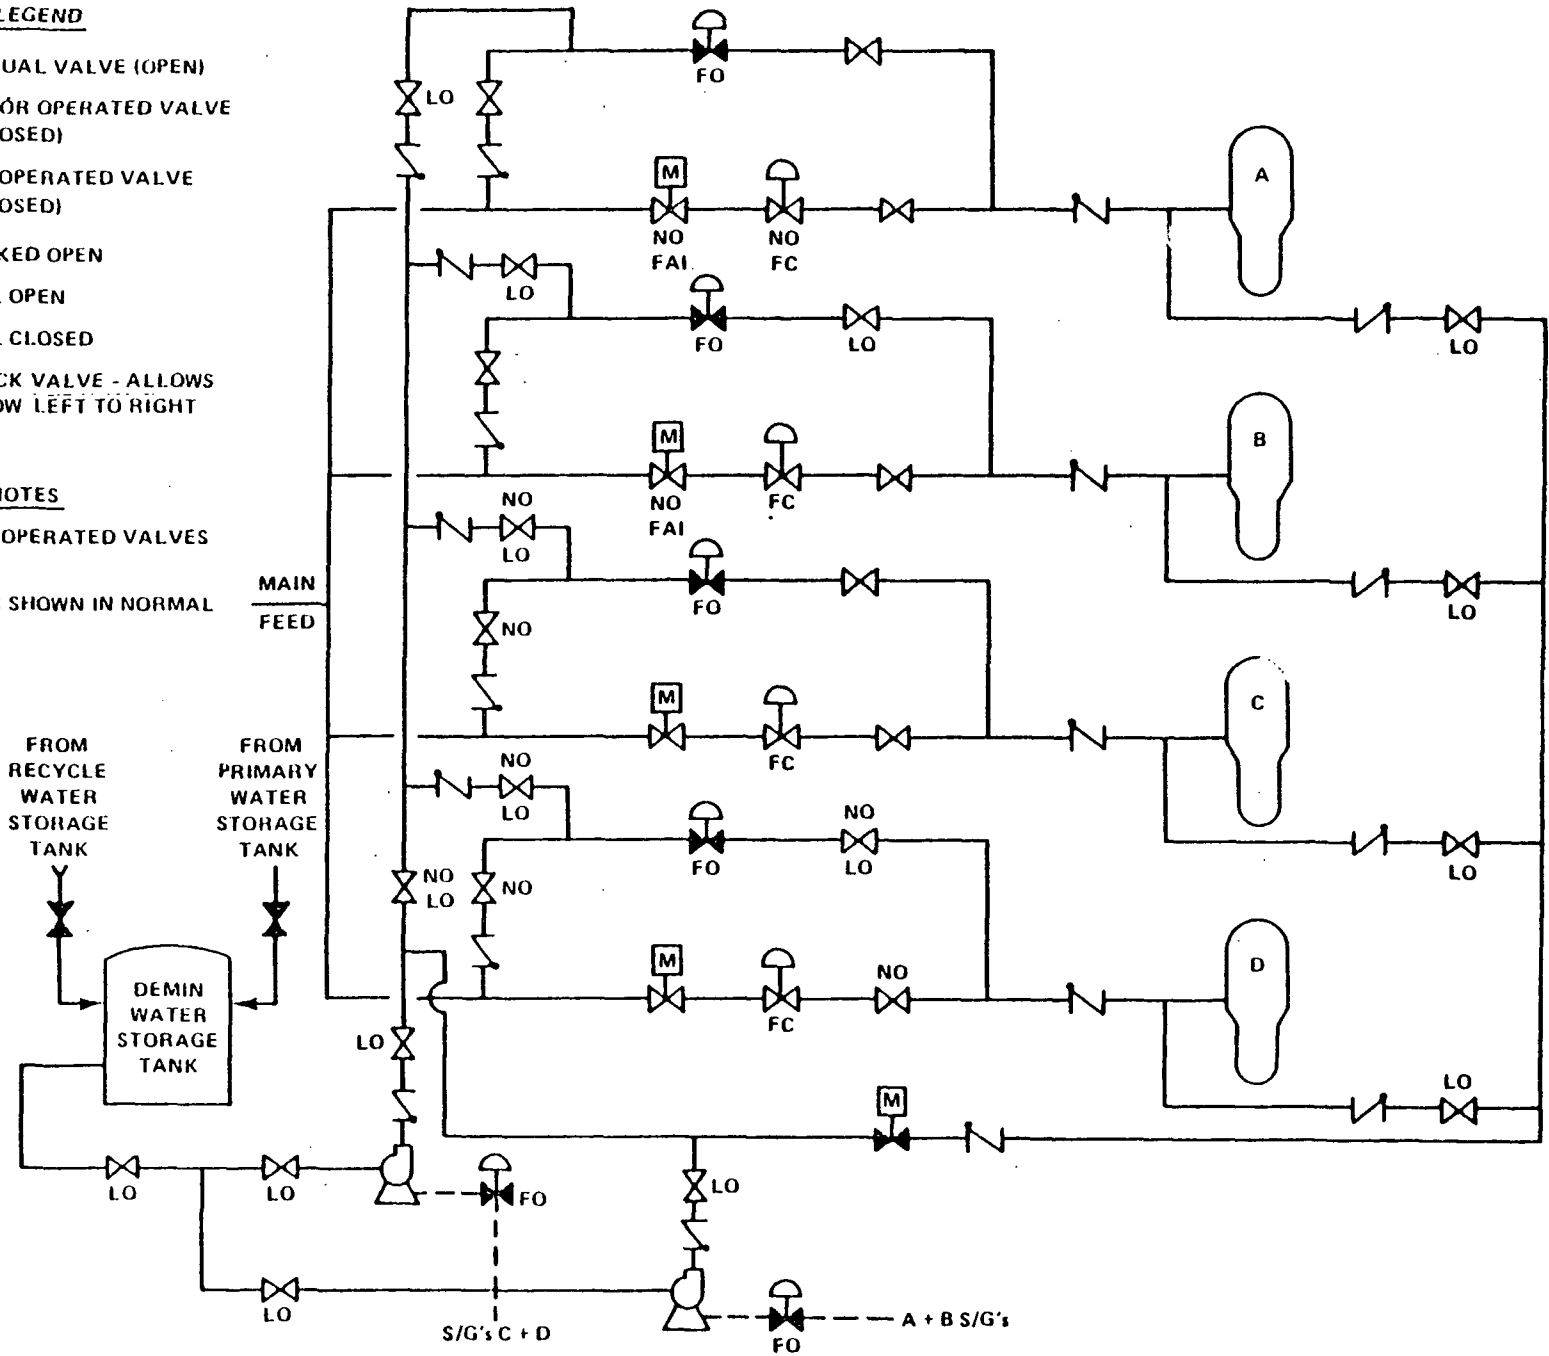 LEGEND
UAL VALVE (OPEN)
OR OPERATED VALVE
OSED)
OPERATED VALVE
OSED)
KED OPEN
OPEN
CLOSED
CK VALVE - ALLOWS
OW LEFT TO RIGHT
NOTES
OPERATED VALVES
SHOWN IN NORMAL
MAIN
FEED
FROM
RECYCLE
WATER
STORAGE
TANK
FROM
PRIMARY
WATER
STORAGE
TANK
DEMIN
WATER
STORAGE
TANK
LO
FO
M
NO
FAI
NO
FC
A
LO
LO
FO
LO
M
NO
FAI
FC
B
LO
NO
LO
FO
NO
M
FC
C
LO
NO
LO
FO
NO
LO
NO
LO
NO
M
FC
NO
D
LO
LO
M
LO
LO
FO
LO
LO
S/G's C + D
FO
A + B S/G's